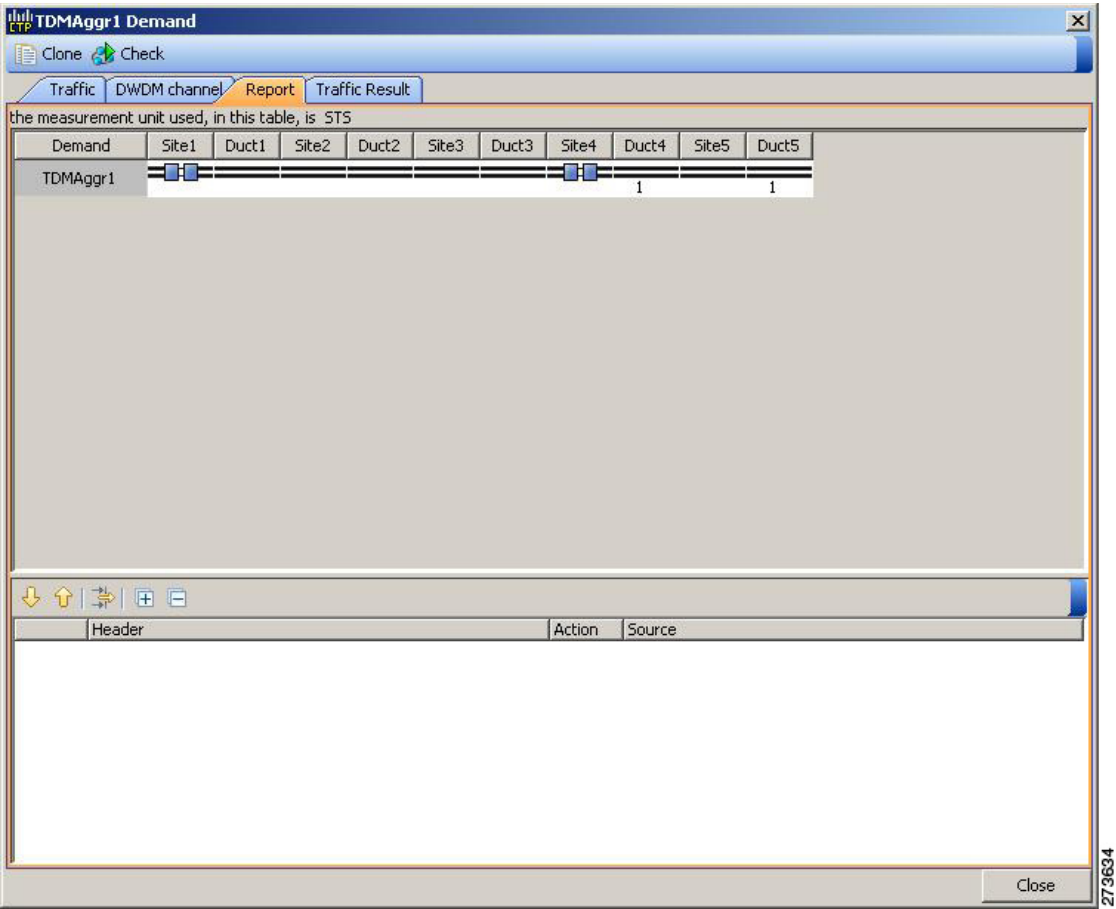 CTP TDMAggr1 Demand
Clone Check
Traffic DWDM channel Report Traffic Result
the measurement unit used, in this table, is STS
Demand Site1 Duct1 Site2 Duct2 Site3 Duct3 Site4 Duct4 Site5 Duct5
TDMAggr1 1 1
Header Action Source
Close
273634